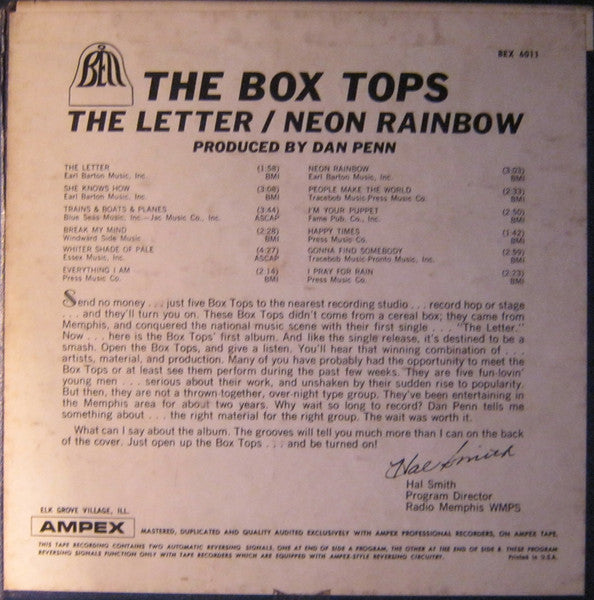 BEX 6011
BELL
THE BOX TOPS
THE LETTER / NEON RAINBOW
PRODUCED BY DAN PENN
THE LETTER (1:58)
Earl Barton Music, Inc. BMI
SHE KNOWS HOW (3:08)
Earl Barton Music, Inc. BMI
TRAINS & BOATS & PLANES (3:44)
Blue Seas Music, Inc.—Jac Music Co., Inc. ASCAP
BREAK MY MIND (2:28)
Windward Side Music BMI
WHITER SHADE OF PALE (4:27)
Essex Music, Inc. ASCAP
EVERYTHING I AM (2:14)
Press Music Co. BMI
NEON RAINBOW (3:03)
Earl Barton Music, Inc. BMI
PEOPLE MAKE THE WORLD (2:33)
Tracebob Music-Press Music Co. BMI
I'M YOUR PUPPET (2:50)
Fame Pub. Co., Inc. BMI
HAPPY TIMES (1:42)
Press Music Co. BMI
GONNA FIND SOMEBODY (2:59)
Tracebob Music-Pronto Music, Inc. BMI
I PRAY FOR RAIN (2:23)
Press Music Co. BMI
Send no money . . . just five Box Tops to the nearest recording studio . . . record hop or stage
. . . and they'll turn you on. These Box Tops didn't come from a cereal box; they came from
Memphis, and conquered the national music scene with their first single . . . "The Letter."
Now . . . here is the Box Tops' first album. And like the single release, it's destined to be a
smash. Open the Box Tops, and give a listen. You'll hear that winning combination of . . .
artists, material, and production. Many of you have probably had the opportunity to meet the
Box Tops or at least see them perform during the past few weeks. They are five fun-lovin'
young men . . . serious about their work, and unshaken by their sudden rise to popularity.
But then, they are not a thrown-together, over-night type group. They've been entertaining in
the Memphis area for about two years. Why wait so long to record? Dan Penn tells me
something about . . . the right material for the right group. The wait was worth it.
What can I say about the album. The grooves will tell you much more than I can on the back
of the cover. Just open up the Box Tops . . . and be turned on!
Hal Smith
Hal Smith
Program Director
Radio Memphis WMPS
ELK GROVE VILLAGE, ILL.
AMPEX MASTERED, DUPLICATED AND QUALITY AUDITED EXCLUSIVELY WITH AMPEX PROFESSIONAL RECORDERS, ON AMPEX TAPE.
THIS TAPE RECORDING CONTAINS TWO AUTOMATIC REVERSING SIGNALS, ONE AT END OF SIDE A PROGRAM, THE OTHER AT THE END OF SIDE B. THESE PROGRAM
REVERSING SIGNALS FUNCTION ONLY WITH TAPE RECORDERS WHICH ARE EQUIPPED WITH AMPEX-STYLE REVERSING CIRCUITRY. Printed in U.S.A.